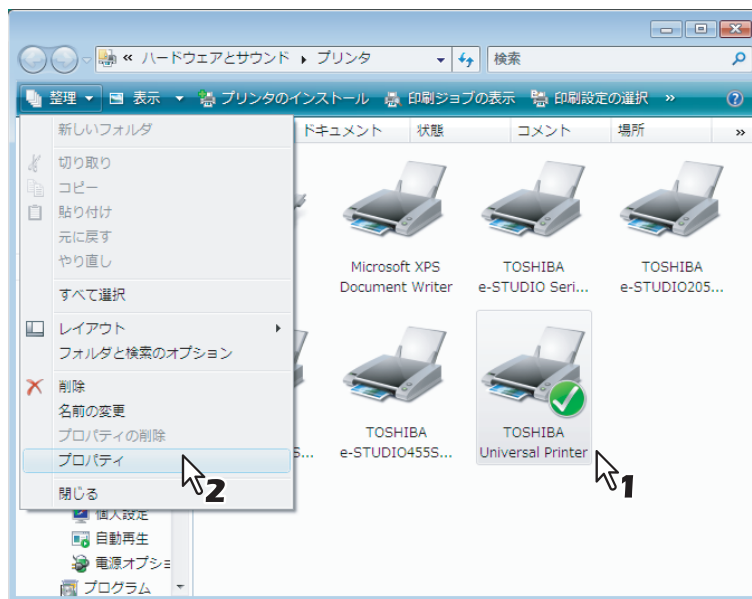 « ハードウェアとサウンド ▸ プリンタ
検索
整理 ▼ 表示 ▼ プリンタのインストール 印刷ジョブの表示 印刷設定の選択 »
ドキュメント 状態 コメント 場所 »
新しいフォルダ
切り取り
コピー
貼り付け
元に戻す
やり直し
すべて選択
レイアウト
フォルダと検索のオプション
削除
名前の変更
プロパティの削除
プロパティ
閉じる
2
個人設定
自動再生
電源オプショ
プログラム
Microsoft XPS
Document Writer
TOSHIBA
e-STUDIO Seri...
TOSHIBA
e-STUDIO205...
S...
TOSHIBA
e-STUDIO455S...
TOSHIBA
Universal Printer
1